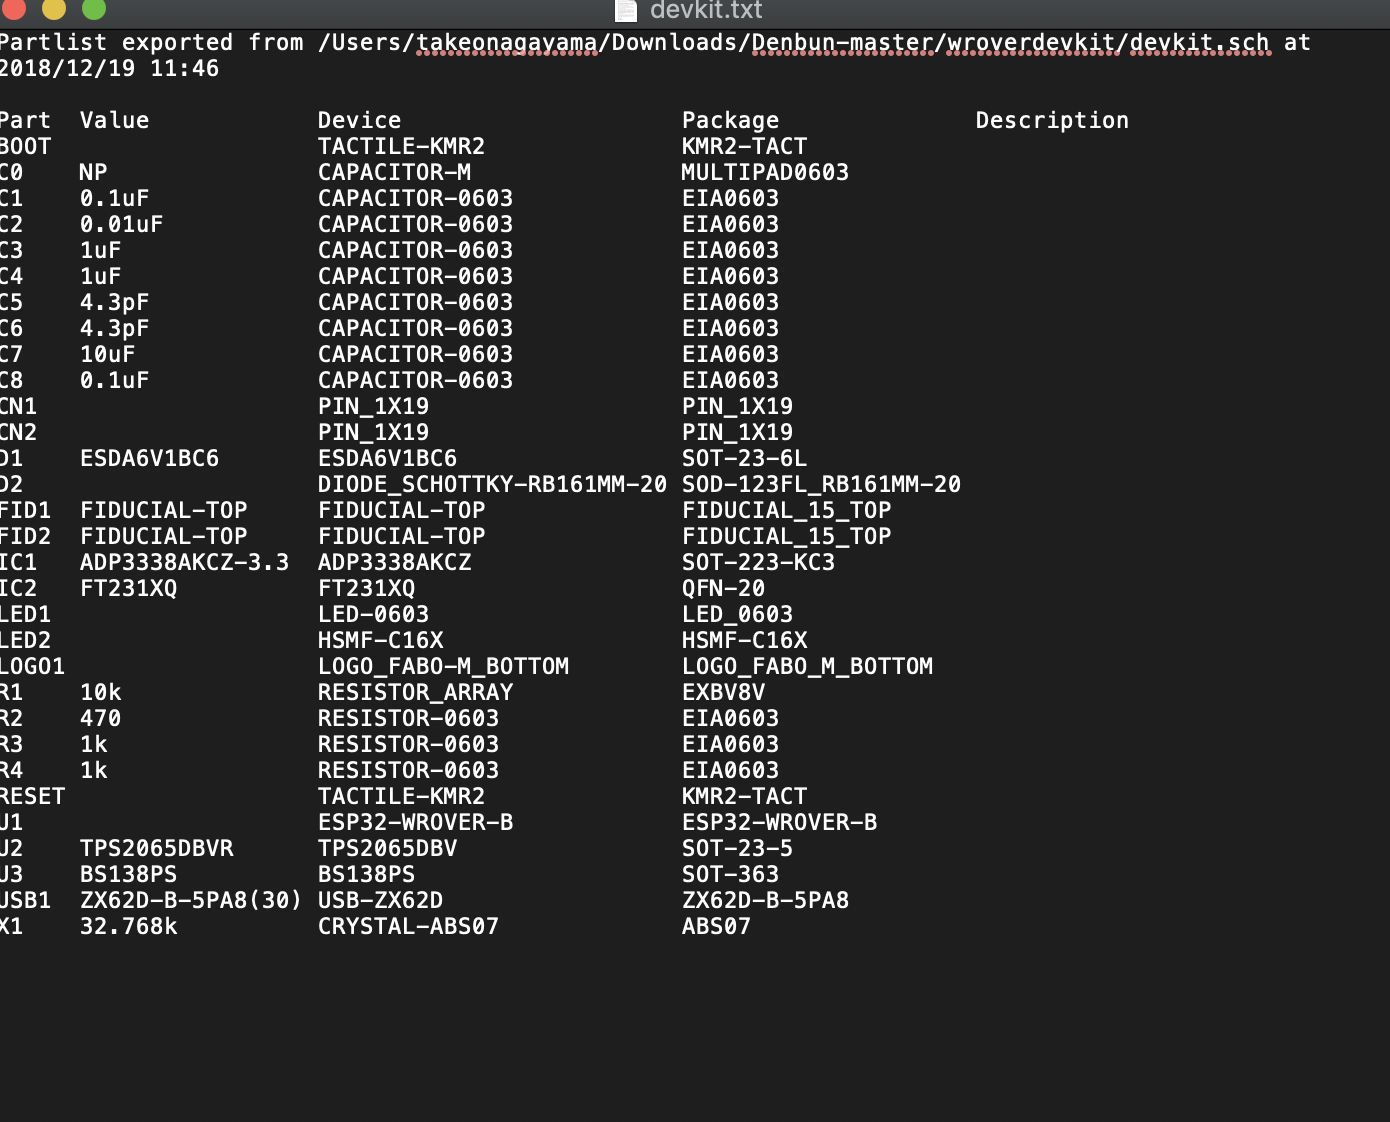 devkit.txt
Partlist exported from /Users/takeonagayama/Downloads/Denbun-master/wroverdevkit/devkit.sch at
2018/12/19 11:46
Part Value Device Package Description
BOOT TACTILE-KMR2 KMR2-TACT
C0 NP CAPACITOR-M MULTIPAD0603
C1 0.1uF CAPACITOR-0603 EIA0603
C2 0.01uF CAPACITOR-0603 EIA0603
C3 1uF CAPACITOR-0603 EIA0603
C4 1uF CAPACITOR-0603 EIA0603
C5 4.3pF CAPACITOR-0603 EIA0603
C6 4.3pF CAPACITOR-0603 EIA0603
C7 10uF CAPACITOR-0603 EIA0603
C8 0.1uF CAPACITOR-0603 EIA0603
CN1 PIN_1X19 PIN_1X19
CN2 PIN_1X19 PIN_1X19
D1 ESDA6V1BC6 ESDA6V1BC6 SOT-23-6L
D2 DIODE_SCHOTTKY-RB161MM-20 SOD-123FL_RB161MM-20
FID1 FIDUCIAL-TOP FIDUCIAL-TOP FIDUCIAL_15_TOP
FID2 FIDUCIAL-TOP FIDUCIAL-TOP FIDUCIAL_15_TOP
IC1 ADP3338AKCZ-3.3 ADP3338AKCZ SOT-223-KC3
IC2 FT231XQ FT231XQ QFN-20
LED1 LED-0603 LED_0603
LED2 HSMF-C16X HSMF-C16X
LOGO1 LOGO_FABO-M_BOTTOM LOGO_FABO_M_BOTTOM
R1 10k RESISTOR_ARRAY EXBV8V
R2 470 RESISTOR-0603 EIA0603
R3 1k RESISTOR-0603 EIA0603
R4 1k RESISTOR-0603 EIA0603
RESET TACTILE-KMR2 KMR2-TACT
U1 ESP32-WROVER-B ESP32-WROVER-B
U2 TPS2065DBVR TPS2065DBV SOT-23-5
U3 BS138PS BS138PS SOT-363
USB1 ZX62D-B-5PA8(30) USB-ZX62D ZX62D-B-5PA8
X1 32.768k CRYSTAL-ABS07 ABS07